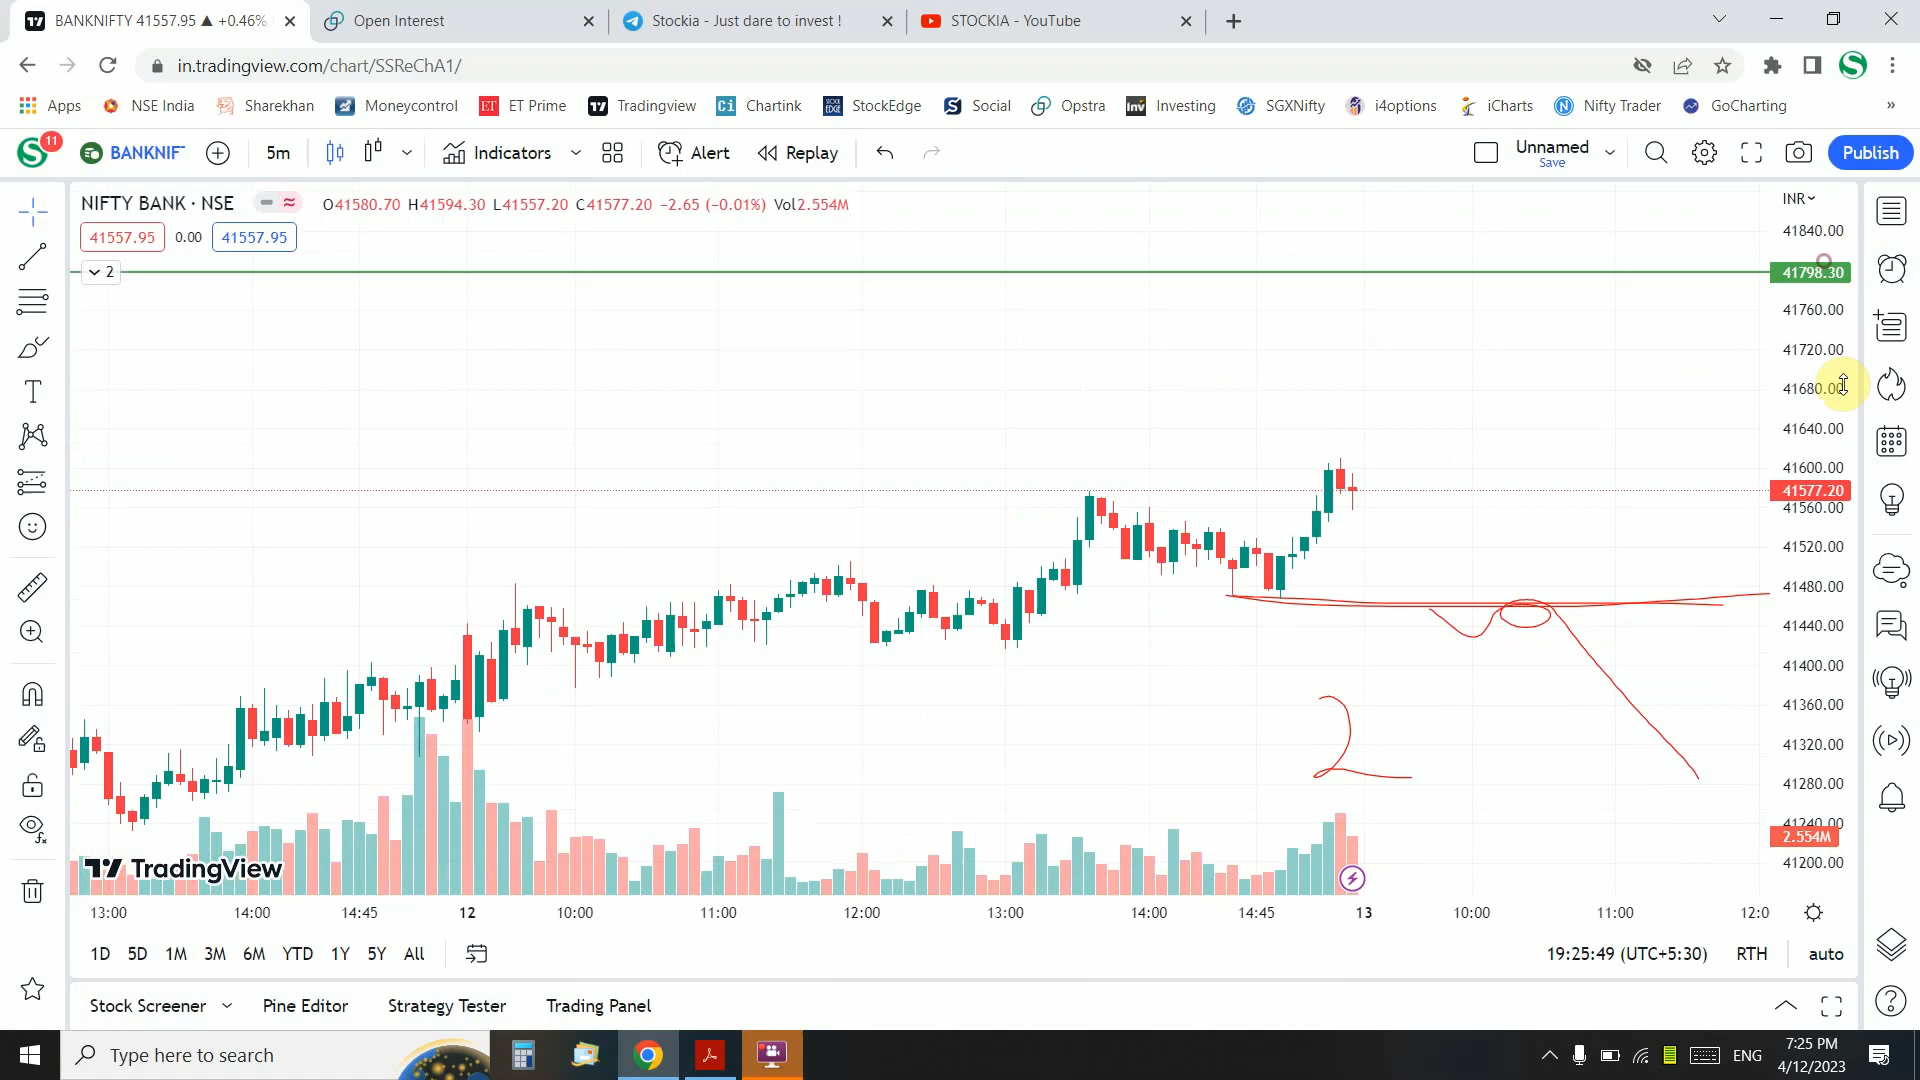 BANKNIFTY 41557.95 ▲ +0.46%
Open Interest
Stockia - Just dare to invest !
STOCKIA - YouTube
in.tradingview.com/chart/SSReChA1/
Apps NSE India Sharekhan Moneycontrol ET Prime Tradingview Chartink StockEdge Social Opstra Investing SGXNifty i4options iCharts Nifty Trader GoCharting »
11 BANKNIF 5m Indicators Alert Replay Unnamed Save Publish
NIFTY BANK · NSE O41580.70 H41594.30 L41557.20 C41577.20 −2.65 (−0.01%) Vol2.554M
INR
41557.95 0.00 41557.95
2
41840.00
41798.30
41760.00
41720.00
41680.00
41640.00
41600.00
41577.20
41560.00
41520.00
41480.00
41440.00
41400.00
41360.00
41320.00
41280.00
41240.00
2.554M
41200.00
2
TradingView
13:00 14:00 14:45 12 10:00 11:00 12:00 13:00 14:00 14:45 13 10:00 11:00 12:0
1D 5D 1M 3M 6M YTD 1Y 5Y All 19:25:49 (UTC+5:30) RTH auto
Stock Screener Pine Editor Strategy Tester Trading Panel
Type here to search
ENG
7:25 PM
4/12/2023